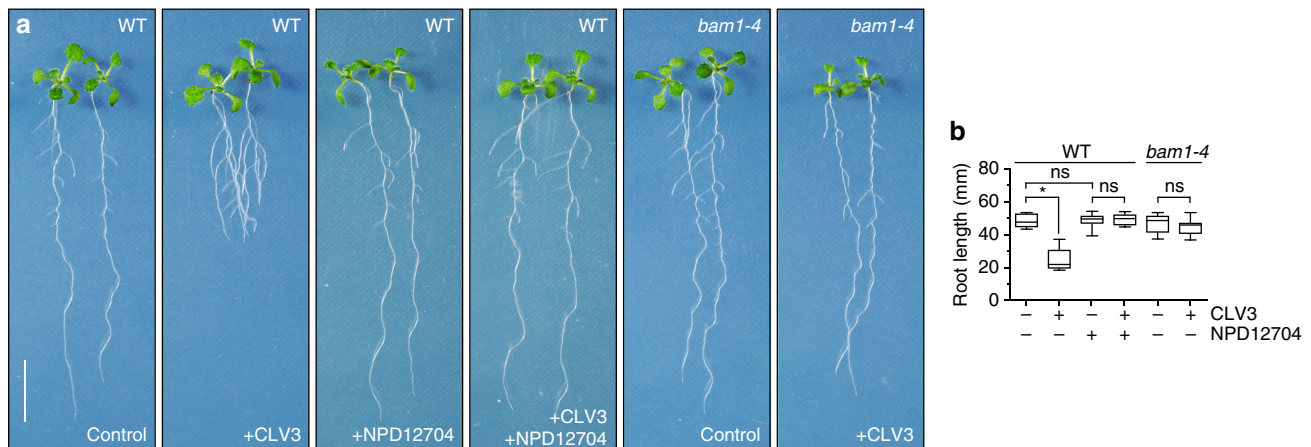 a
WT
WT
WT
WT
bam1-4
bam1-4
Control
+CLV3
+NPD12704
+CLV3
+NPD12704
Control
+CLV3
b
WT
bam1-4
Root length (mm)
80
60
40
20
0
ns
*
ns
ns
− + − + − + CLV3
− − + + − − NPD12704